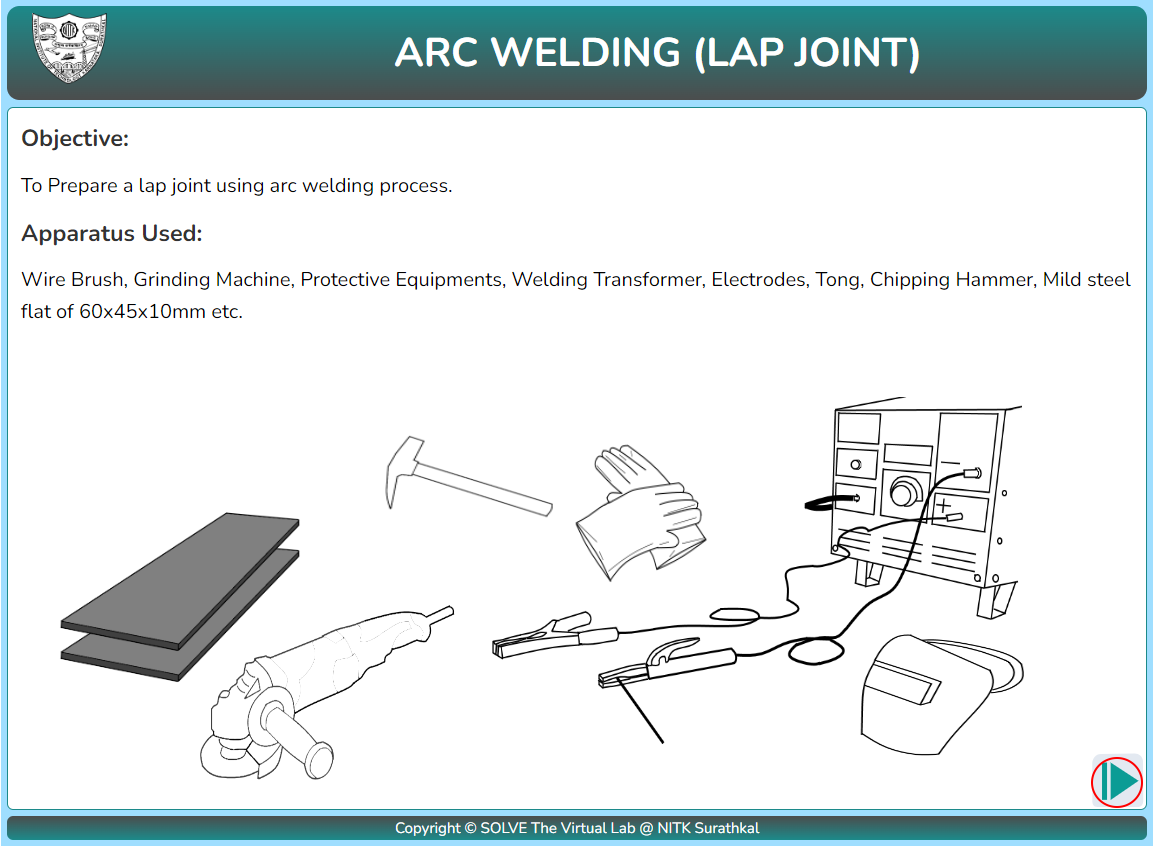 ARC WELDING (LAP JOINT)
Objective:
To Prepare a lap joint using arc welding process.
Apparatus Used:
Wire Brush, Grinding Machine, Protective Equipments, Welding Transformer, Electrodes, Tong, Chipping Hammer, Mild steel
flat of 60x45x10mm etc.
Copyright © SOLVE The Virtual Lab @ NITK Surathkal